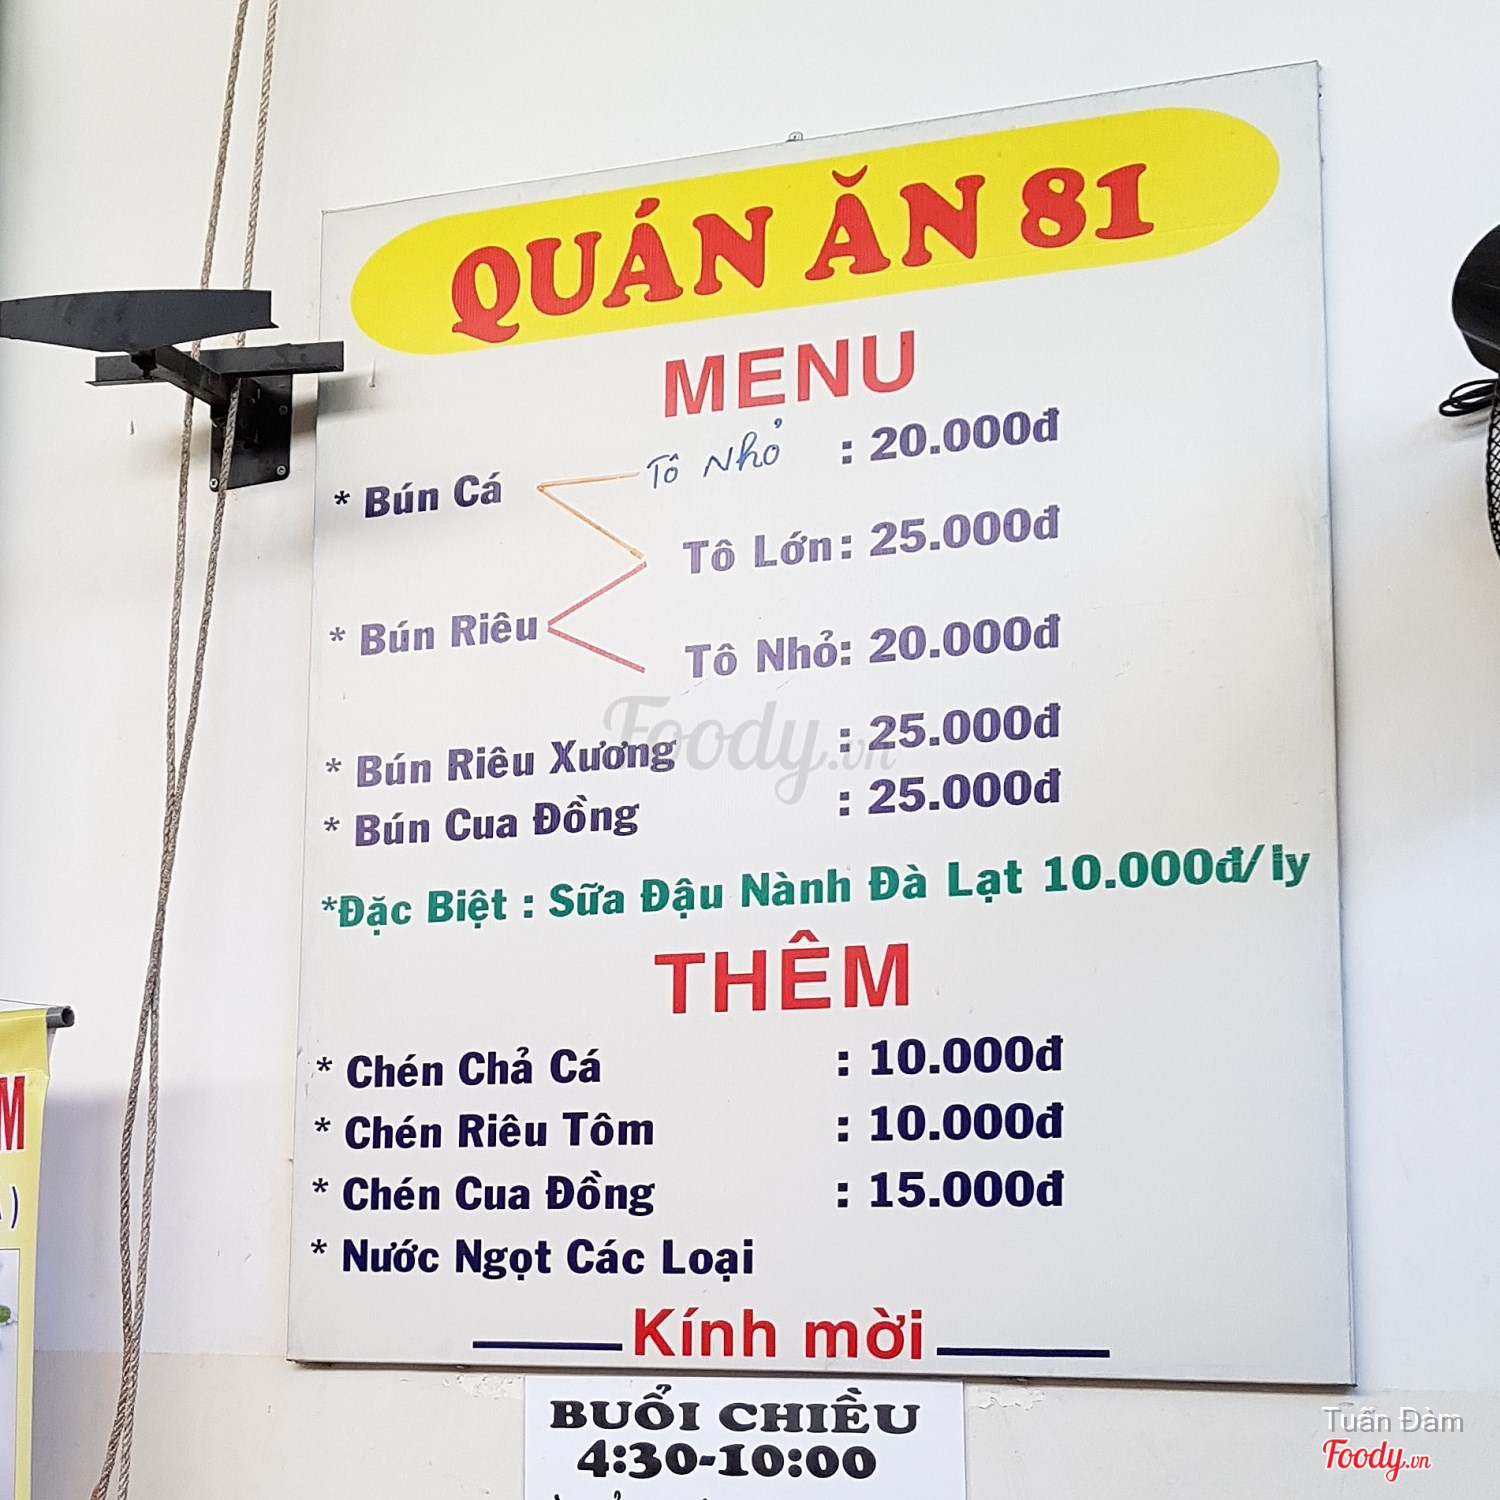 QUÁN ĂN 81
MENU
* Bún Cá Tô Nhỏ : 20.000đ
Tô Lớn : 25.000đ
* Bún Riêu
Tô Nhỏ : 20.000đ
* Bún Riêu Xương : 25.000đ
* Bún Cua Đồng : 25.000đ
*Đặc Biệt : Sữa Đậu Nành Đà Lạt 10.000đ/ly
THÊM
* Chén Chả Cá : 10.000đ
* Chén Riêu Tôm : 10.000đ
* Chén Cua Đồng : 15.000đ
* Nước Ngọt Các Loại
Kính mời
BUỔI CHIỀU
4:30-10:00
Foody.vn
Tuấn Đàm
Foody.vn